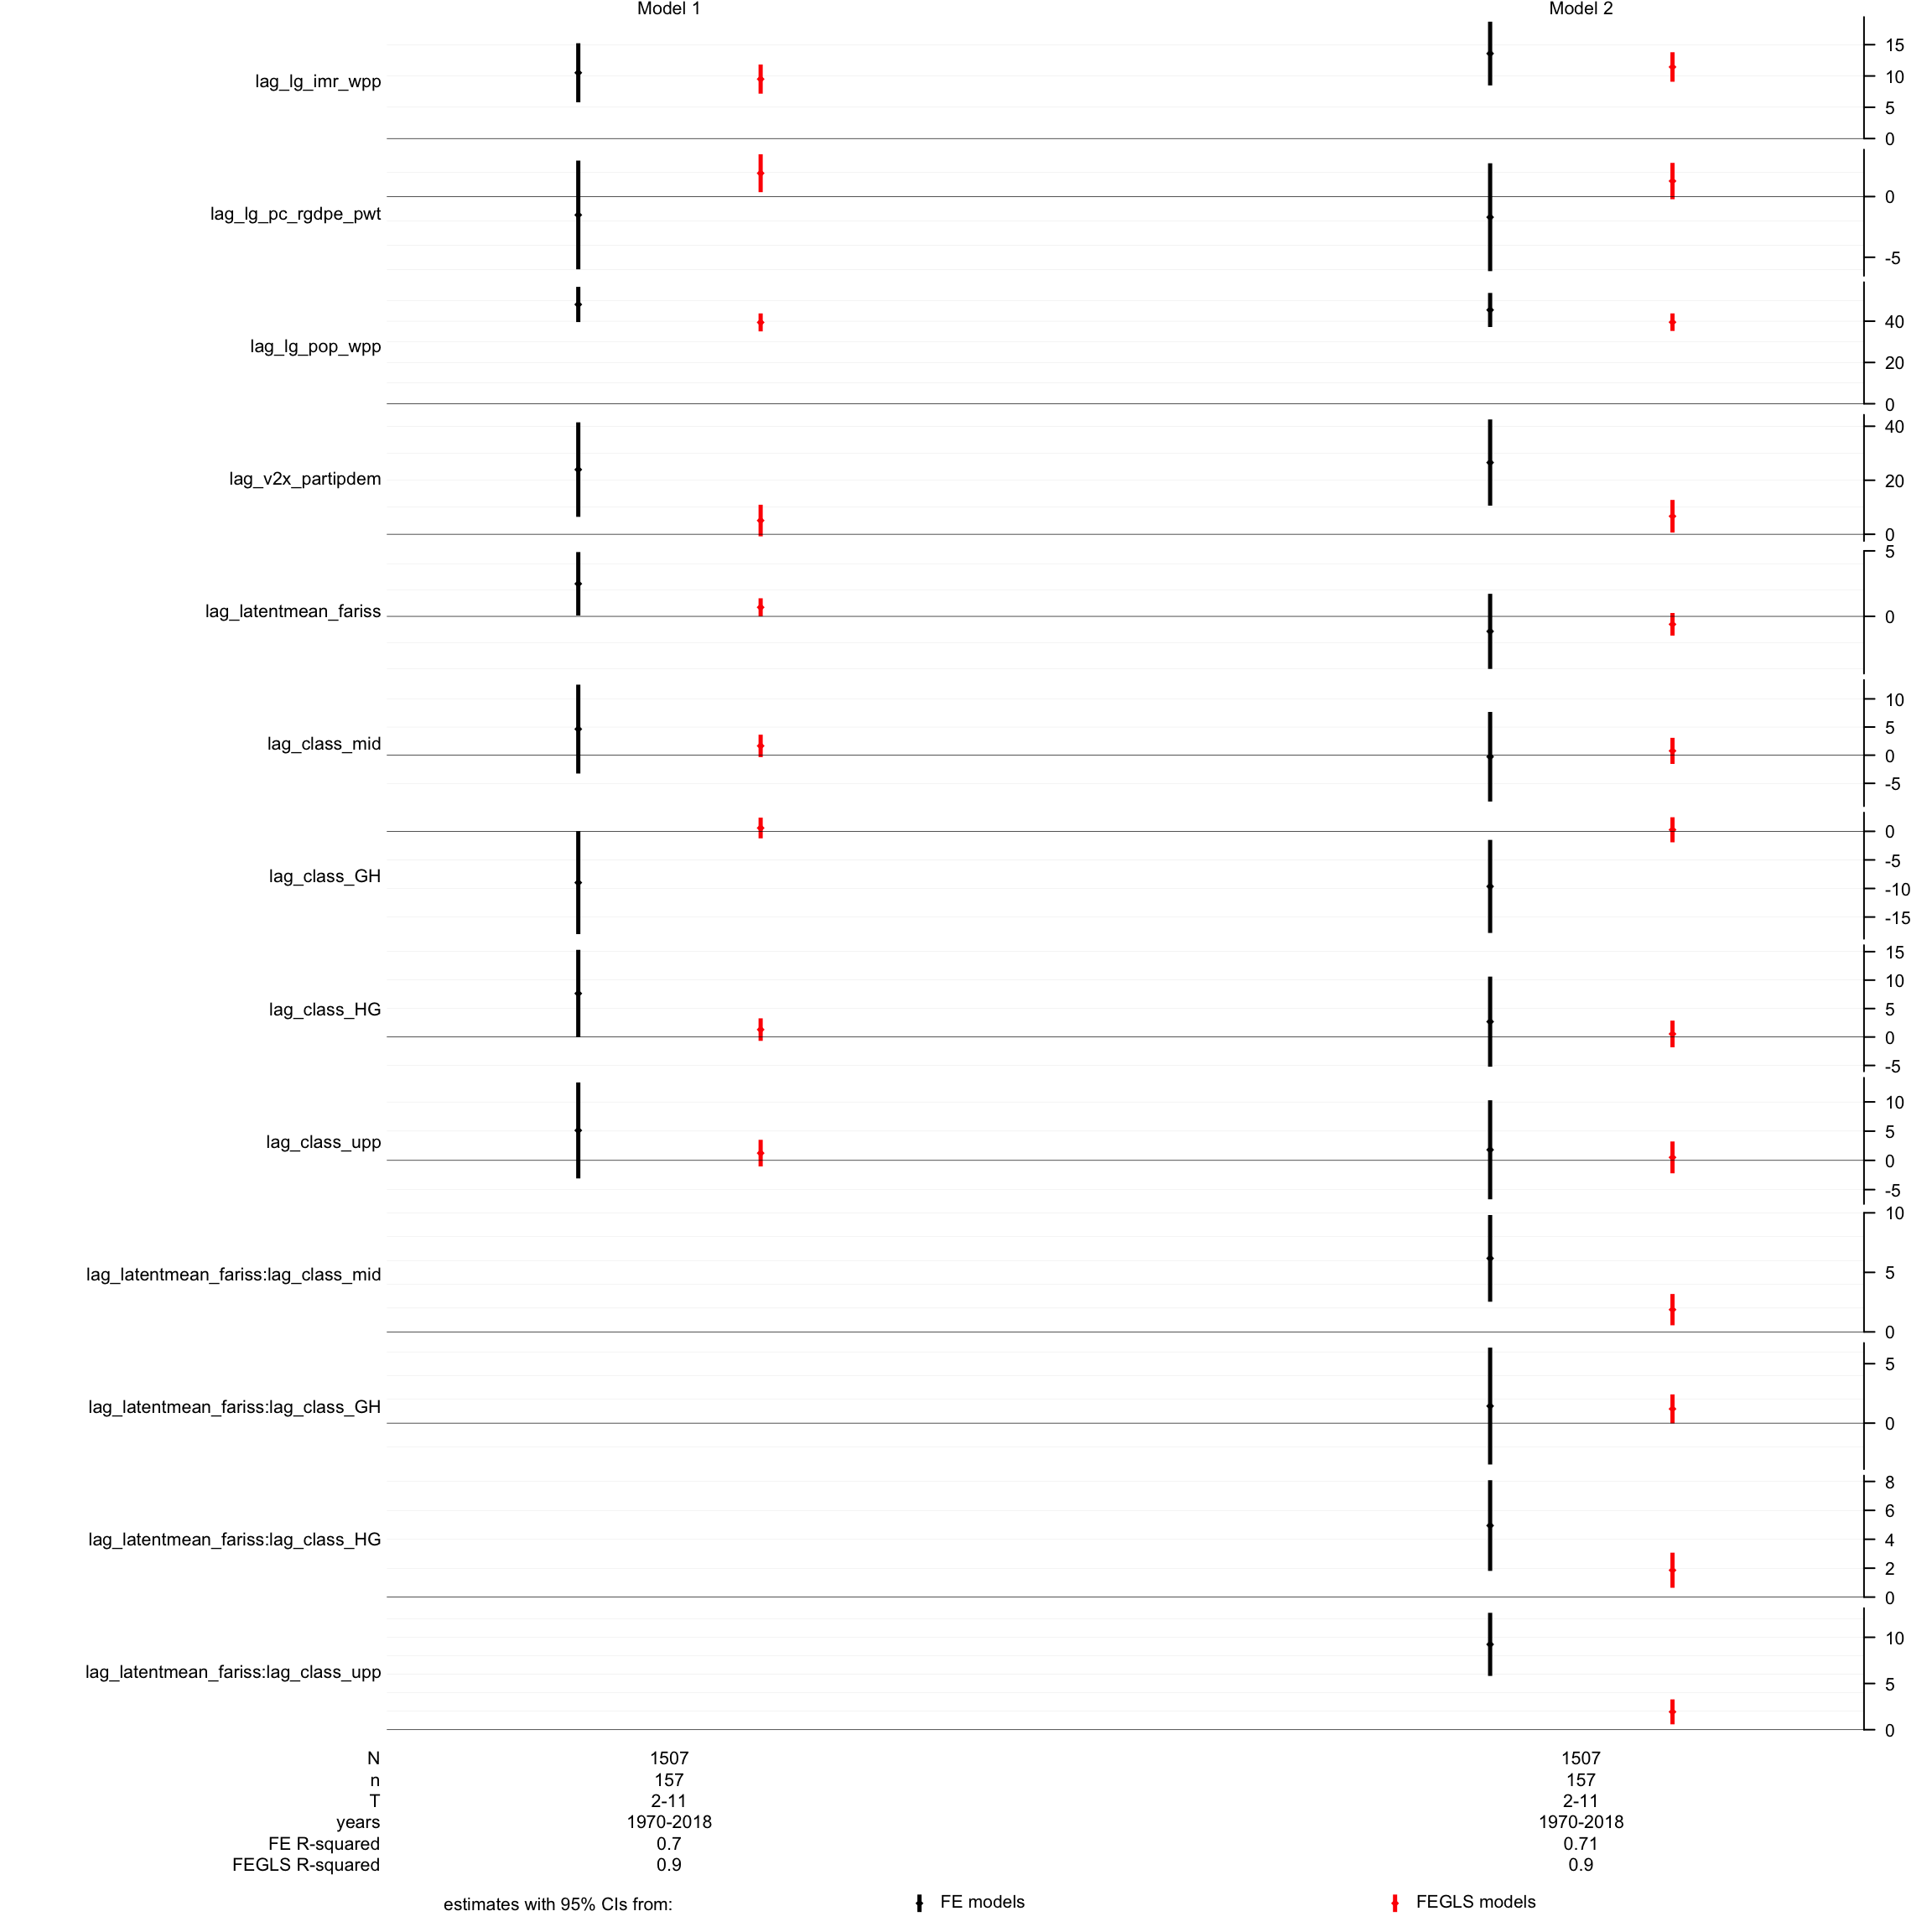 Model 1 Model 2
lag_lg_imr_wpp
15
10
5
0
lag_lg_pc_rgdpe_pwt
0
-5
lag_lg_pop_wpp
40
20
0
lag_v2x_partipdem
40
20
0
lag_latentmean_fariss
5
0
lag_class_mid
10
5
0
-5
lag_class_GH
0
-5
-10
-15
lag_class_HG
15
10
5
0
-5
lag_class_upp
10
5
0
-5
lag_latentmean_fariss:lag_class_mid
10
5
0
lag_latentmean_fariss:lag_class_GH
5
0
lag_latentmean_fariss:lag_class_HG
8
6
4
2
0
lag_latentmean_fariss:lag_class_upp
10
5
0
N 1507 1507
n 157 157
T 2-11 2-11
years 1970-2018 1970-2018
FE R-squared 0.7 0.71
FEGLS R-squared 0.9 0.9
estimates with 95% CIs from: FE models FEGLS models